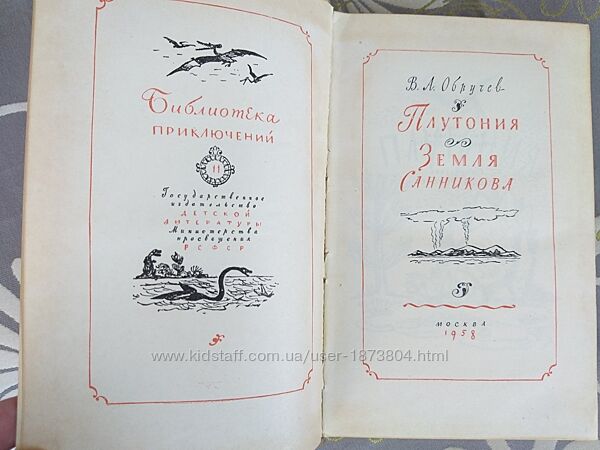 Библиотека
ПРИКЛЮЧЕНИЙ
11
Государственное
издательство
ДЕТСКОЙ
ЛИТЕРАТУРЫ
Министерства
просвещения
РСФСР
В. А. Обручев
ПЛУТОНИЯ
ЗЕМЛЯ
САННИКОВА
МОСКВА
1958
www.kidstaff.com.ua/user-1873804.html